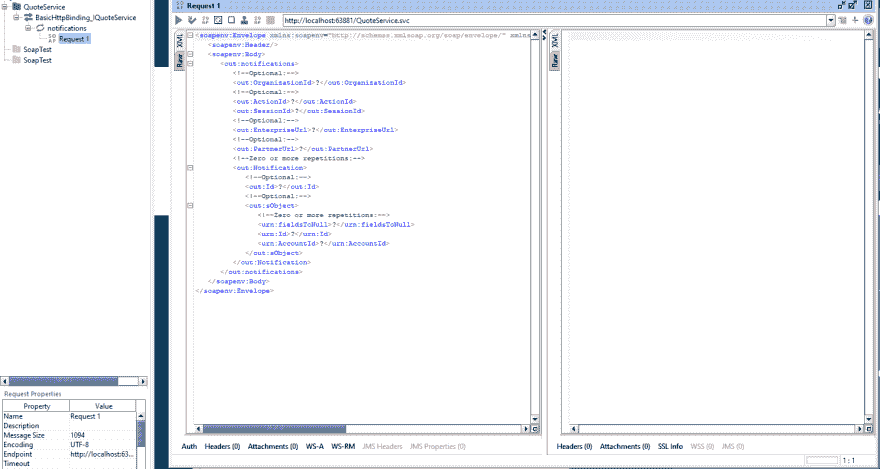 QuoteService
BasicHttpBinding_IQuoteService
notifications
Request 1
SoapTest
SoapTest
Request Properties
Property Value
Name Request 1
Description
Message Size 1094
Encoding UTF-8
Endpoint http://localhost:63...
Timeout
Request 1
http://localhost:63881/QuoteService.svc
XML
Raw
<soapenv:Envelope xmlns:soapenv="http://schemas.xmlsoap.org/soap/envelope/" xmlns
<soapenv:Header/>
<soapenv:Body>
<out:notifications>
<!--Optional:-->
<out:OrganizationId>?</out:OrganizationId>
<!--Optional:-->
<out:ActionId>?</out:ActionId>
<out:SessionId>?</out:SessionId>
<!--Optional:-->
<out:EnterpriseUrl>?</out:EnterpriseUrl>
<!--Optional:-->
<out:PartnerUrl>?</out:PartnerUrl>
<!--Zero or more repetitions:-->
<out:Notification>
<!--Optional:-->
<out:Id>?</out:Id>
<!--Optional:-->
<out:sObject>
<!--Zero or more repetitions:-->
<urn:fieldsToNull>?</urn:fieldsToNull>
<urn:Id>?</urn:Id>
<urn:AccountId>?</urn:AccountId>
</out:sObject>
</out:Notification>
</out:notifications>
</soapenv:Body>
</soapenv:Envelope>
Auth Headers (0) Attachments (0) WS-A WS-RM JMS Headers JMS Properties (0)
XML
Raw
Headers (0) Attachments (0) SSL Info WSS (0) JMS (0)
1 : 1